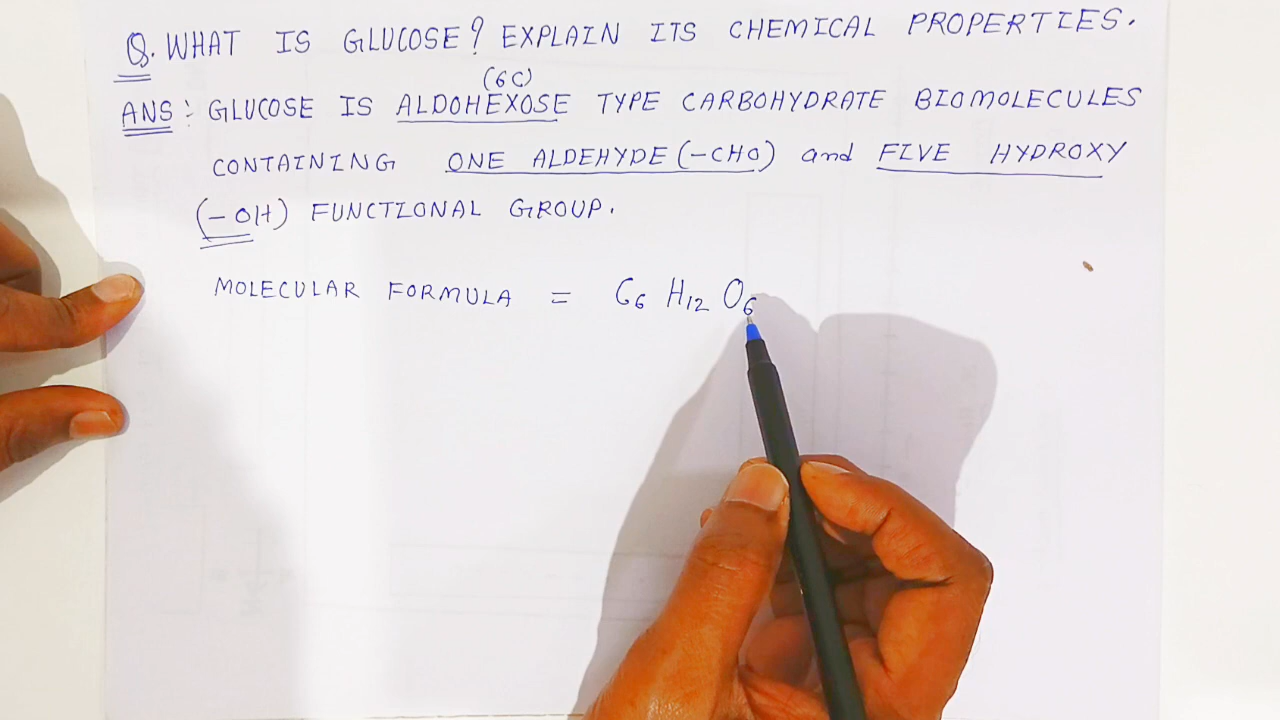 Q. WHAT IS GLUCOSE? EXPLAIN ITS CHEMICAL PROPERTIES.
(6C)
ANS: GLUCOSE IS ALDOHEXOSE TYPE CARBOHYDRATE BIOMOLECULES
CONTAINING ONE ALDEHYDE (-CHO) and FIVE HYDROXY
(-OH) FUNCTIONAL GROUP.
MOLECULAR FORMULA = C₆ H₁₂ O₆